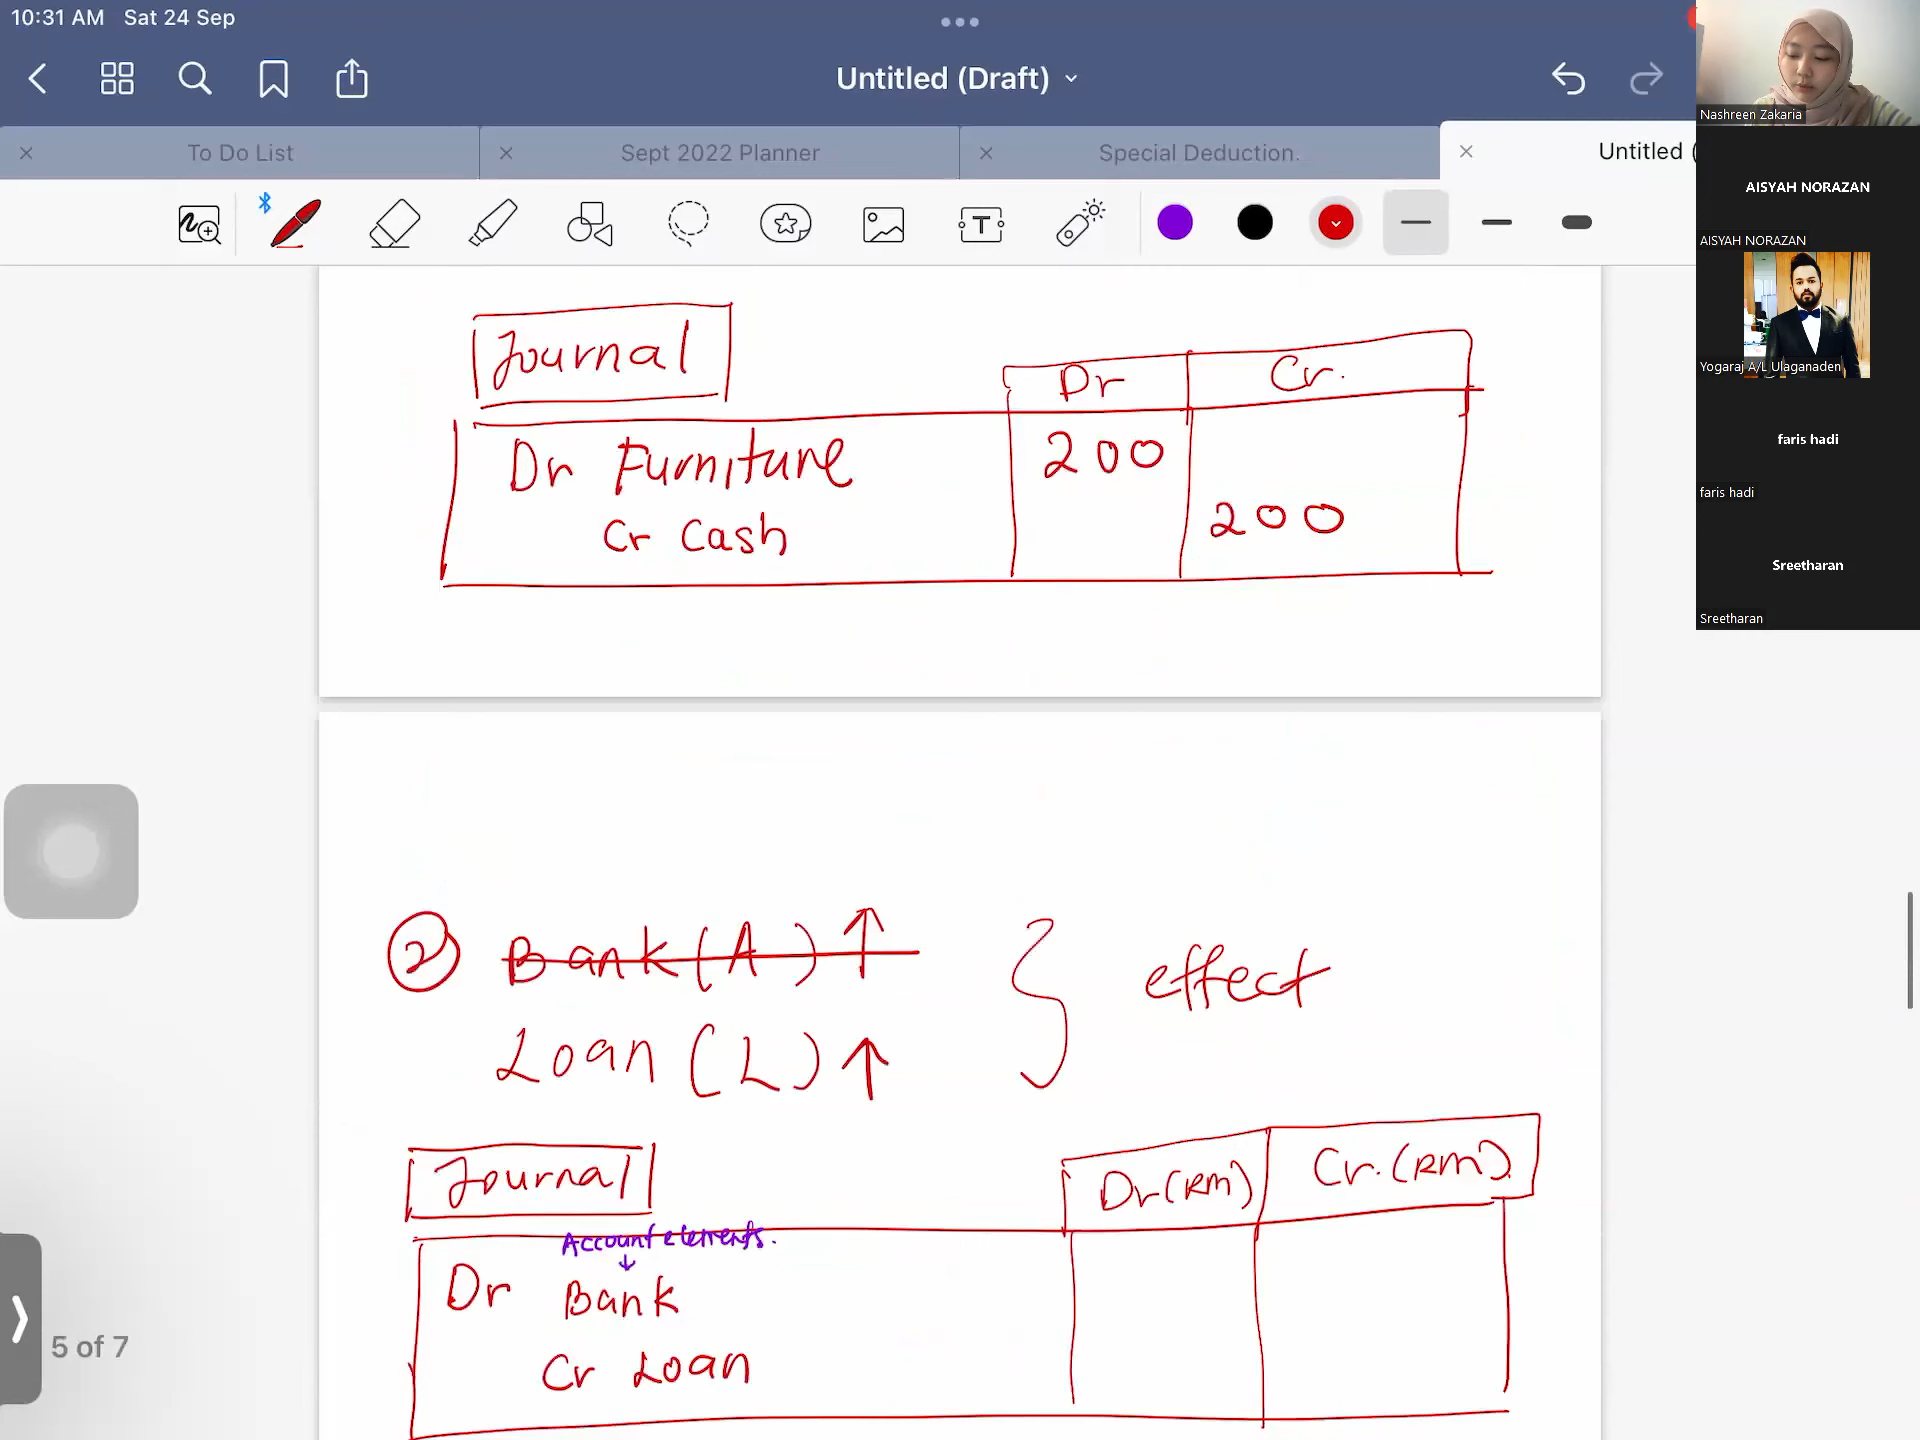 10:31 AM Sat 24 Sep
Untitled (Draft)
To Do List
Sept 2022 Planner
Special Deduction...
Untitled (
T
Nashreen Zakaria
AISYAH NORAZAN
AISYAH NORAZAN
Yogaraj A/L Ulaganaden
faris hadi
faris hadi
Sreetharan
Sreetharan
Journal
Dr Cr.
Dr Furniture 200
Cr Cash 200
2 Bank (A) ↑
effect
Loan (L) ↑
Journal
Dr (RM) Cr. (RM)
Account elements.
↓
Dr Bank
Cr Loan
5 of 7